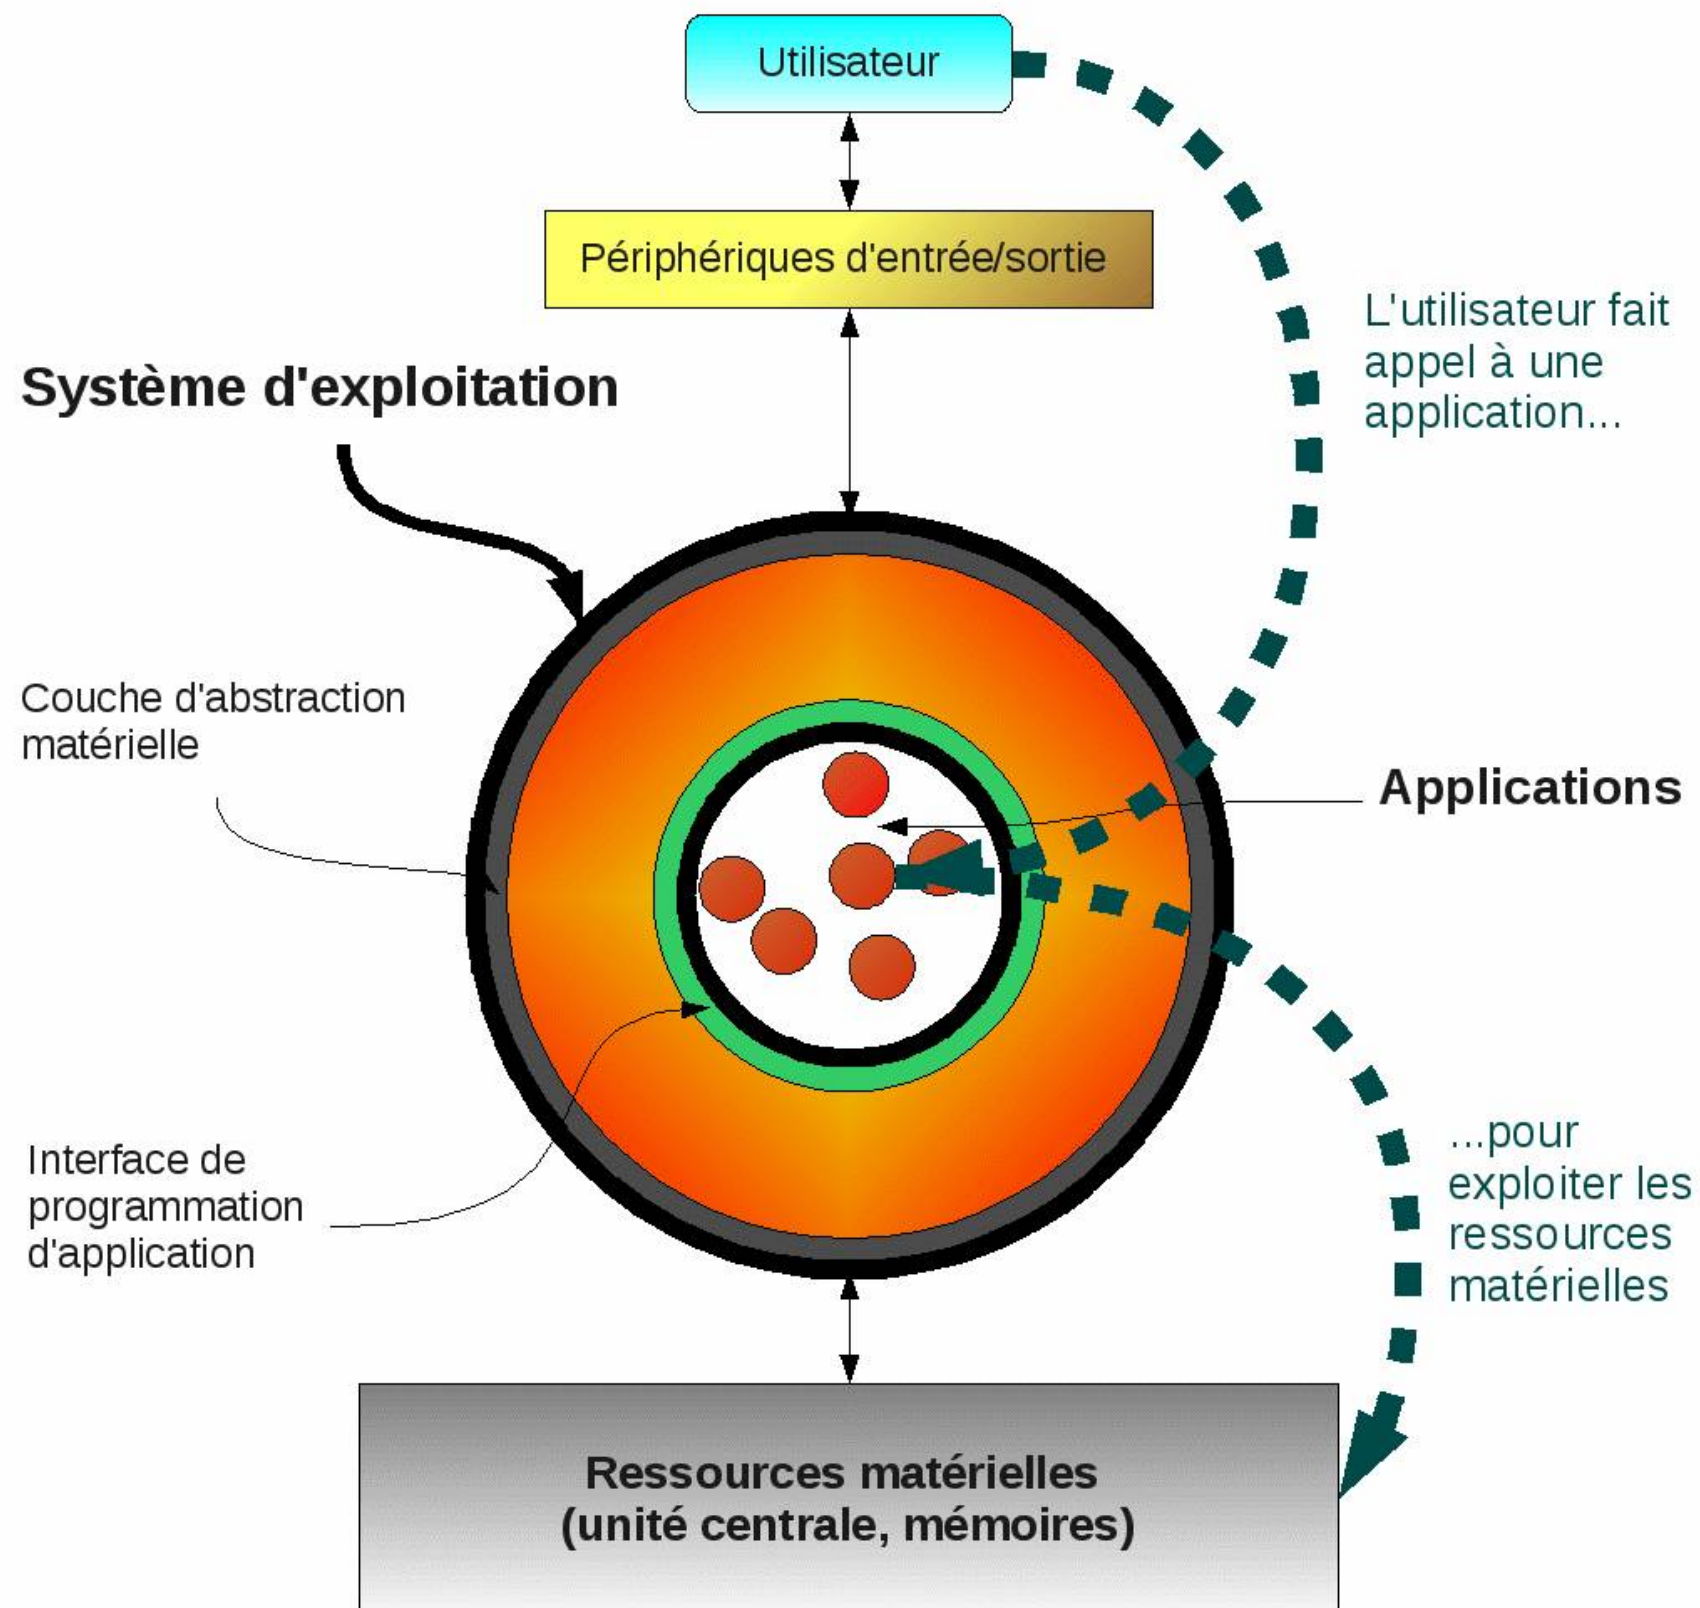 Utilisateur
Périphériques d'entrée/sortie
L'utilisateur fait
appel à une
application...
Système d'exploitation
Couche d'abstraction
matérielle
Applications
Interface de
programmation
d'application
...pour
exploiter les
ressources
matérielles
Ressources matérielles
(unité centrale, mémoires)